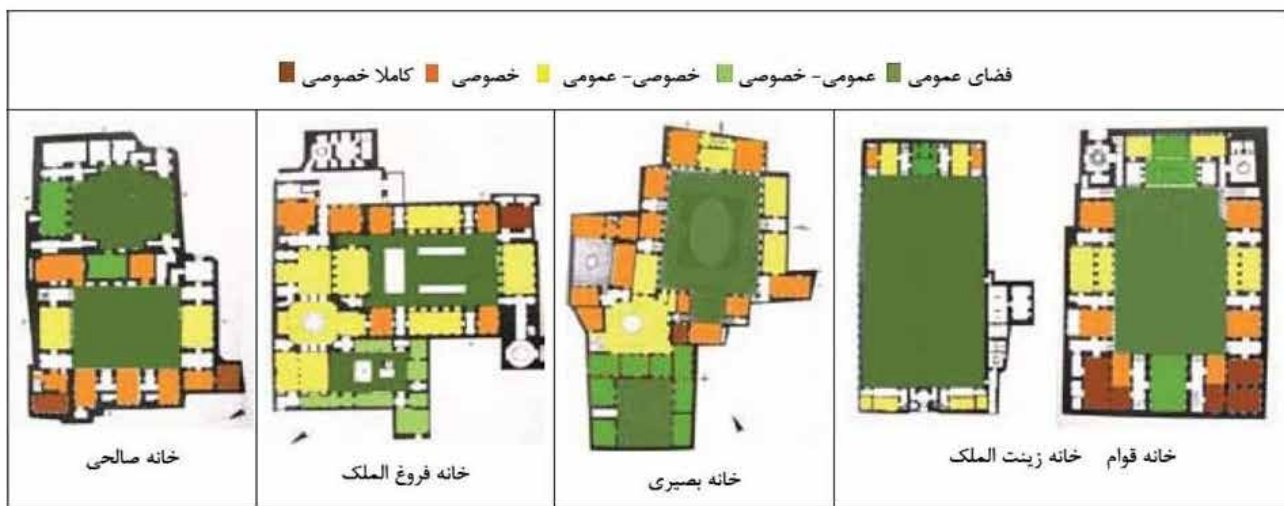 فضای عمومی عمومی- خصوصی خصوصی- عمومی خصوصی کاملا خصوصی
خانه قوام خانه زینت الملک خانه بصیری خانه فروغ الملک خانه صالحی